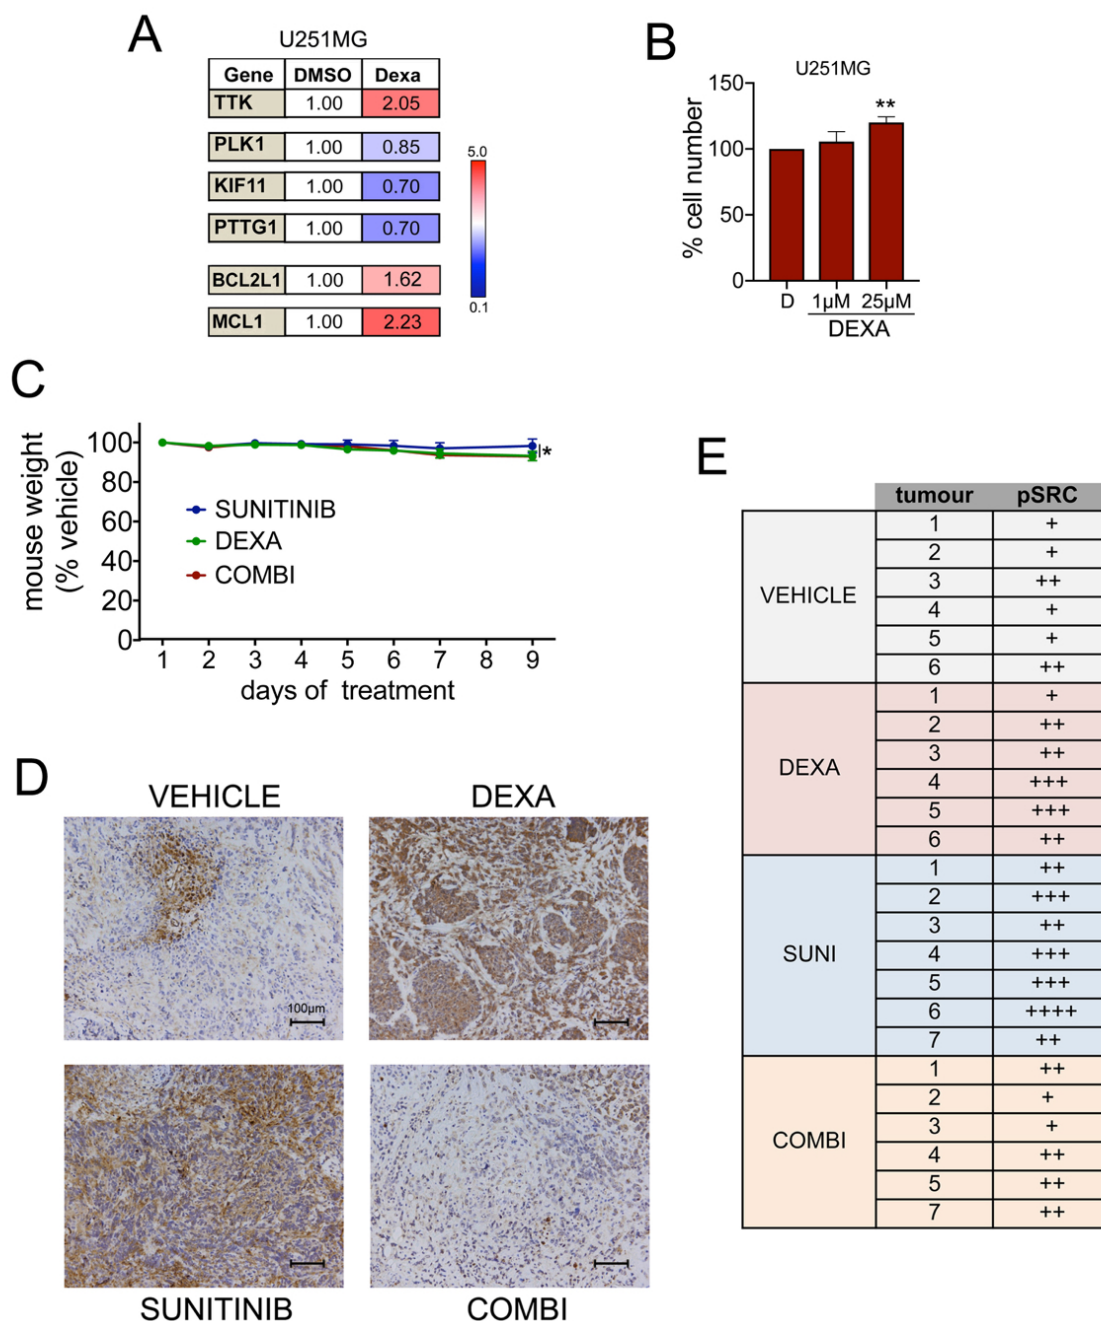 A
U251MG
Gene DMSO Dexa
TTK 1.00 2.05
PLK1 1.00 0.85
KIF11 1.00 0.70
PTTG1 1.00 0.70
BCL2L1 1.00 1.62
MCL1 1.00 2.23
5.0
0.1
B
U251MG
% cell number
150
100
50
0
D 1µM 25µM
DEXA
**
C
mouse weight
(% vehicle)
100
80
60
40
20
0
SUNITINIB
DEXA
COMBI
*
1 2 3 4 5 6 7 8 9
days of treatment
D
VEHICLE DEXA
100µm
SUNITINIB COMBI
E
tumour pSRC
VEHICLE
1 +
2 +
3 ++
4 +
5 +
6 ++
DEXA
1 +
2 ++
3 ++
4 +++
5 +++
6 ++
SUNI
1 ++
2 +++
3 ++
4 +++
5 +++
6 ++++
7 ++
COMBI
1 ++
2 +
3 +
4 ++
5 ++
7 ++